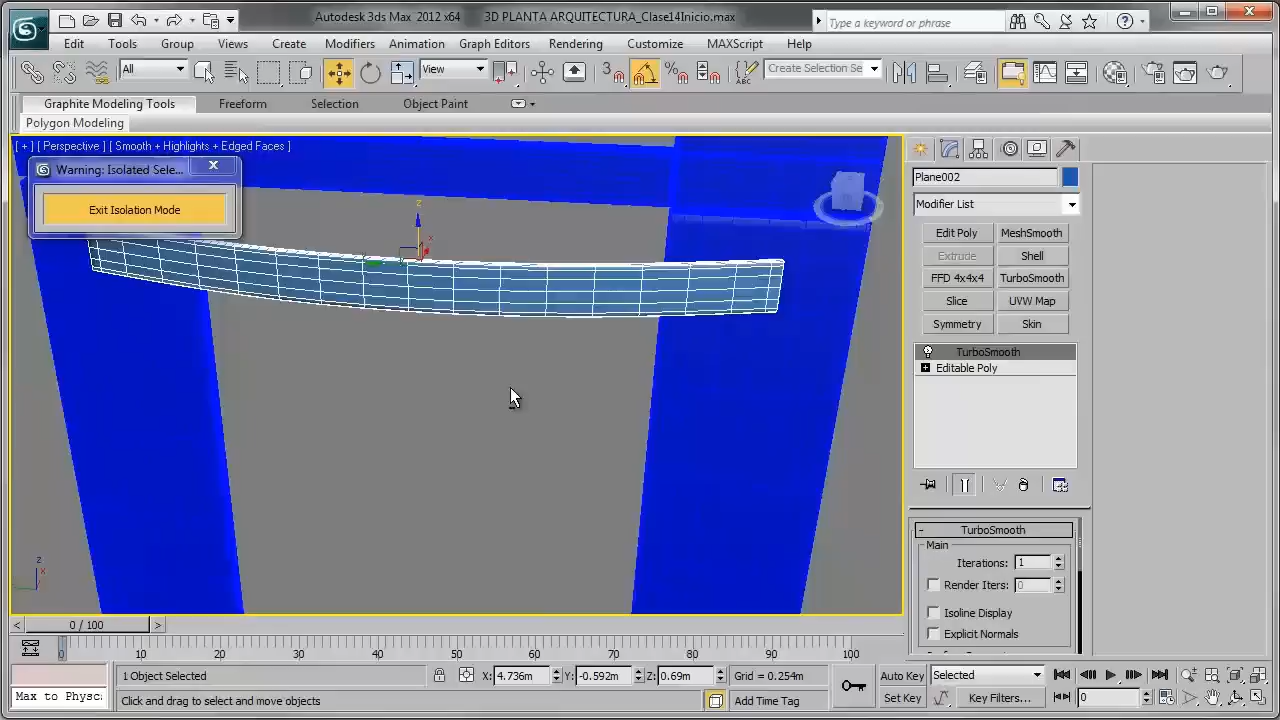 Autodesk 3ds Max 2012 x64 3D PLANTA ARQUITECTURA_Clase14Inicio.max
Type a keyword or phrase
Edit Tools Group Views Create Modifiers Animation Graph Editors Rendering Customize MAXScript Help
All View 3 ABC Create Selection Se
Graphite Modeling Tools Freeform Selection Object Paint
Polygon Modeling
[ + ] [ Perspective ] [ Smooth + Highlights + Edged Faces ]
Warning: Isolated Sele...
Exit Isolation Mode
Plane002
Modifier List
Edit Poly MeshSmooth
Extrude Shell
FFD 4x4x4 TurboSmooth
Slice UVW Map
Symmetry Skin
TurboSmooth
Editable Poly
TurboSmooth
Main
Iterations: 1
Render Iters: 0
Isoline Display
Explicit Normals
z
x
z
x
< 0 / 100 >
0 10 20 30 40 50 60 70 80 90 100
1 Object Selected X: 4.736m Y: -0.592m Z: 0.69m Grid = 0.254m Auto Key Selected
Max to Physc Click and drag to select and move objects Add Time Tag Set Key Key Filters... 0